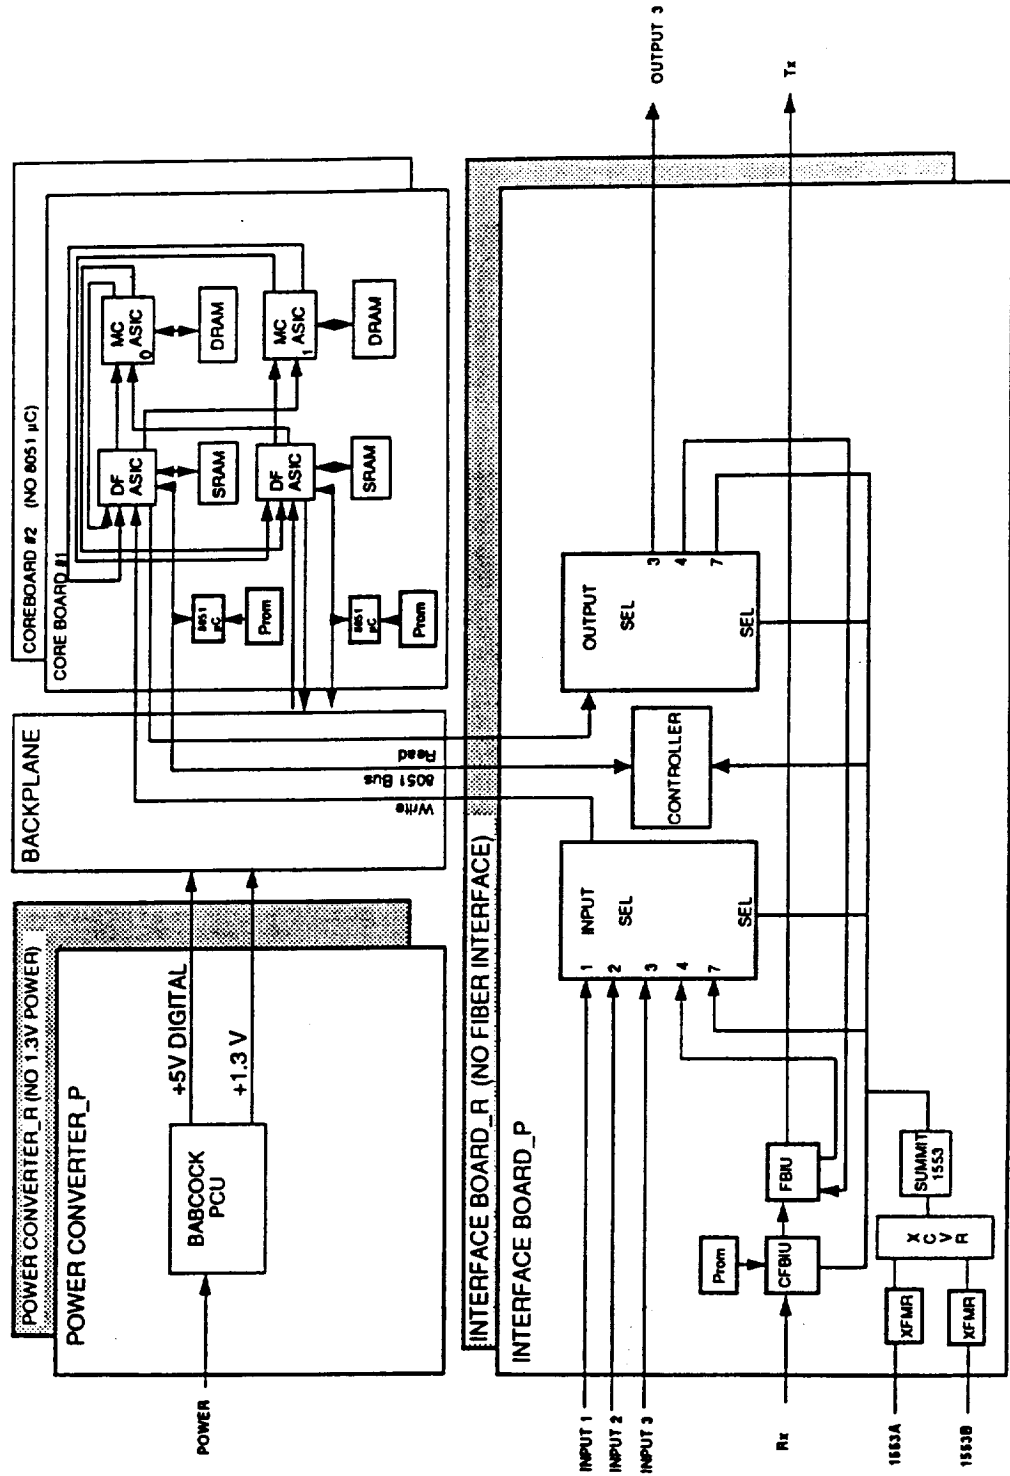 POWER CONVERTER_R (NO 1.3V POWER)
POWER CONVERTER_P
POWER
BABCOCK
PCU
+5V DIGITAL
+1.3 V
BACKPLANE
Write
8051 Bus
Read
COREBOARD #2 (NO 8051 µC)
CORE BOARD #1
8051
µC
Prom
8051
µC
Prom
DF
ASIC
SRAM
DF
ASIC
SRAM
MC
ASIC
0
DRAM
MC
ASIC
1
DRAM
INTERFACE BOARD_R (NO FIBER INTERFACE)
INTERFACE BOARD_P
INPUT 1
INPUT 2
INPUT 3
Rx
1553A
1553B
1
2
3
4
7
INPUT
SEL
SEL
CONTROLLER
OUTPUT
SEL
SEL
3
4
7
OUTPUT 3
Tx
Prom
CFBIU
FBIU
XFMR
XFMR
X
C
V
R
SUMMIT
1553